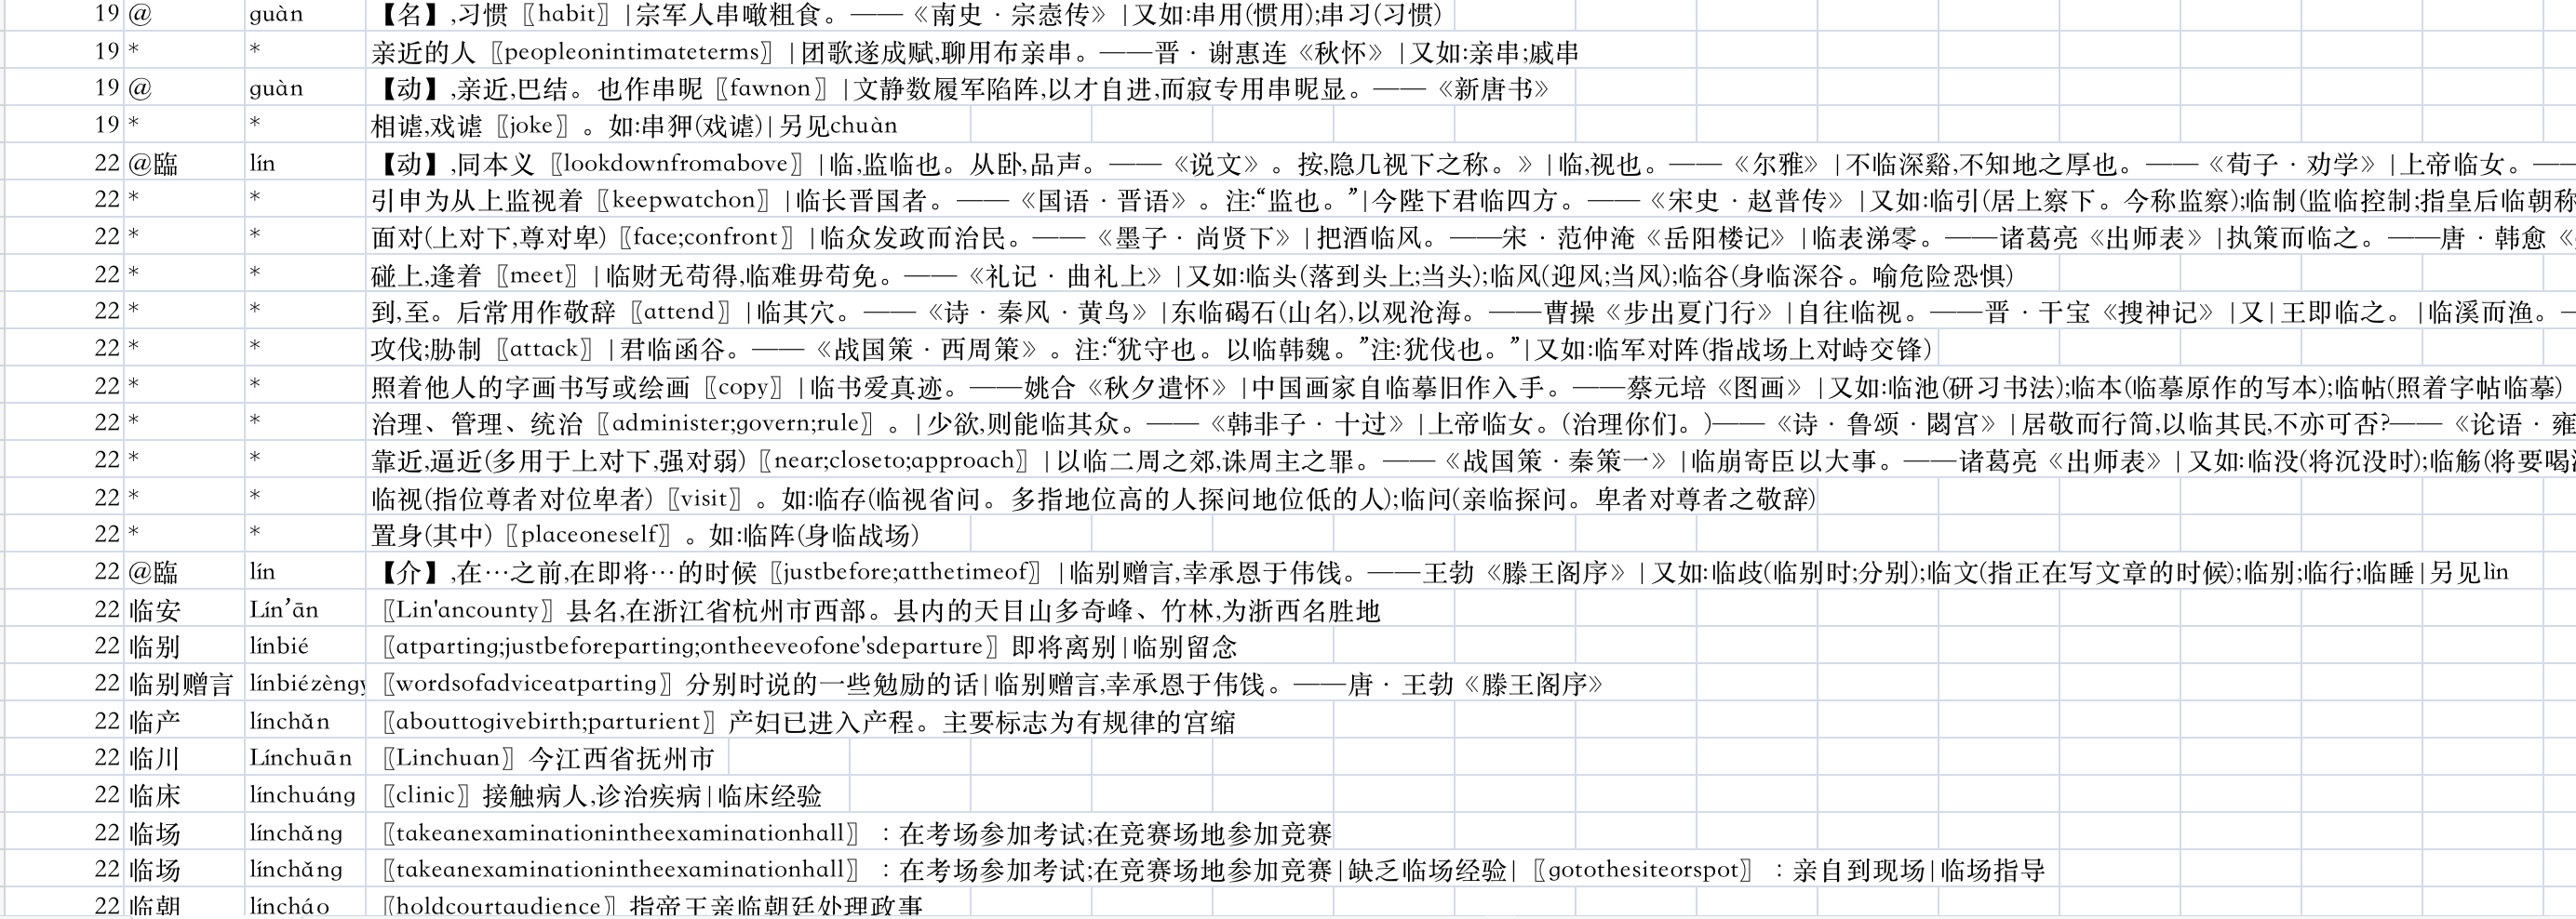 19 @ guàn 【名】,习惯〖habit〗|宗军人串噉粗食。——《南史·宗悫传》|又如:串用(惯用);串习(习惯)
19 * * 亲近的人〖peopleonintimateterms〗|团歌遂成赋,聊用布亲串。——晋·谢惠连《秋怀》|又如:亲串;戚串
19 @ guàn 【动】,亲近,巴结。也作串昵〖fawnon〗|文静数履军陷阵,以才自进,而寂专用串昵显。——《新唐书》
19 * * 相谑,戏谑〖joke〗。如:串狎(戏谑)|另见chuàn
22 @臨 lín 【动】,同本义〖lookdownfromabove〗|临,监临也。从卧,品声。——《说文》。按,隐几视下之称。》|临,视也。——《尔雅》|不临深谿,不知地之厚也。——《荀子·劝学》|上帝临女。——
22 * * 引申为从上监视着〖keepwatchon〗|临长晋国者。——《国语·晋语》。注:“监也。”|今陛下君临四方。——《宋史·赵普传》|又如:临引(居上察下。今称监察);临制(监临控制;指皇后临朝称
22 * * 面对(上对下,尊对卑)〖face;confront〗|临众发政而治民。——《墨子·尚贤下》|把酒临风。——宋·范仲淹《岳阳楼记》|临表涕零。——诸葛亮《出师表》|执策而临之。——唐·韩愈《
22 * * 碰上,逢着〖meet〗|临财无苟得,临难毋苟免。——《礼记·曲礼上》|又如:临头(落到头上;当头);临风(迎风;当风);临谷(身临深谷。喻危险恐惧)
22 * * 到,至。后常用作敬辞〖attend〗|临其穴。——《诗·秦风·黄鸟》|东临碣石(山名),以观沧海。——曹操《步出夏门行》|自往临视。——晋·干宝《搜神记》|又|王即临之。|临溪而渔。—
22 * * 攻伐;胁制〖attack〗|君临函谷。——《战国策·西周策》。注:“犹守也。以临韩魏。”注:犹伐也。”|又如:临军对阵(指战场上对峙交锋)
22 * * 照着他人的字画书写或绘画〖copy〗|临书爱真迹。——姚合《秋夕遣怀》|中国画家自临摹旧作入手。——蔡元培《图画》|又如:临池(研习书法);临本(临摹原作的写本);临帖(照着字帖临摹)
22 * * 治理、管理、统治〖administer;govern;rule〗。|少欲,则能临其众。——《韩非子·十过》|上帝临女。(治理你们。)——《诗·鲁颂·閟宫》|居敬而行简,以临其民,不亦可否?——《论语·雍
22 * * 靠近,逼近(多用于上对下,强对弱)〖near;closeto;approach〗|以临二周之郊,诛周主之罪。——《战国策·秦策一》|临崩寄臣以大事。——诸葛亮《出师表》|又如:临没(将沉没时);临觞(将要喝
22 * * 临视(指位尊者对位卑者)〖visit〗。如:临存(临视省问。多指地位高的人探问地位低的人);临问(亲临探问。卑者对尊者之敬辞)
22 * * 置身(其中)〖placeoneself〗。如:临阵(身临战场)
22 @臨 lín 【介】,在…之前,在即将…的时候〖justbefore;atthetimeof〗|临别赠言,幸承恩于伟饯。——王勃《滕王阁序》|又如:临歧(临别时;分别);临文(指正在写文章的时候);临别;临行;临睡|另见lìn
22 临安 Lín’ān 〖Lin'ancounty〗县名,在浙江省杭州市西部。县内的天目山多奇峰、竹林,为浙西名胜地
22 临别 línbié 〖atparting;justbeforeparting;ontheeveofone'sdeparture〗即将离别|临别留念
22 临别赠言 línbiézèngy 〖wordsofadviceatparting〗分别时说的一些勉励的话|临别赠言,幸承恩于伟饯。——唐·王勃《滕王阁序》
22 临产 línchǎn 〖abouttogivebirth;parturient〗产妇已进入产程。主要标志为有规律的宫缩
22 临川 Línchuān 〖Linchuan〗今江西省抚州市
22 临床 línchuáng 〖clinic〗接触病人,诊治疾病|临床经验
22 临场 línchǎng 〖takeanexaminationintheexaminationhall〗:在考场参加考试;在竞赛场地参加竞赛
22 临场 línchǎng 〖takeanexaminationintheexaminationhall〗:在考场参加考试;在竞赛场地参加竞赛|缺乏临场经验|〖gotothesiteorspot〗:亲自到现场|临场指导
22 临朝 líncháo 〖holdcourtaudience〗指帝王亲临朝廷处理政事